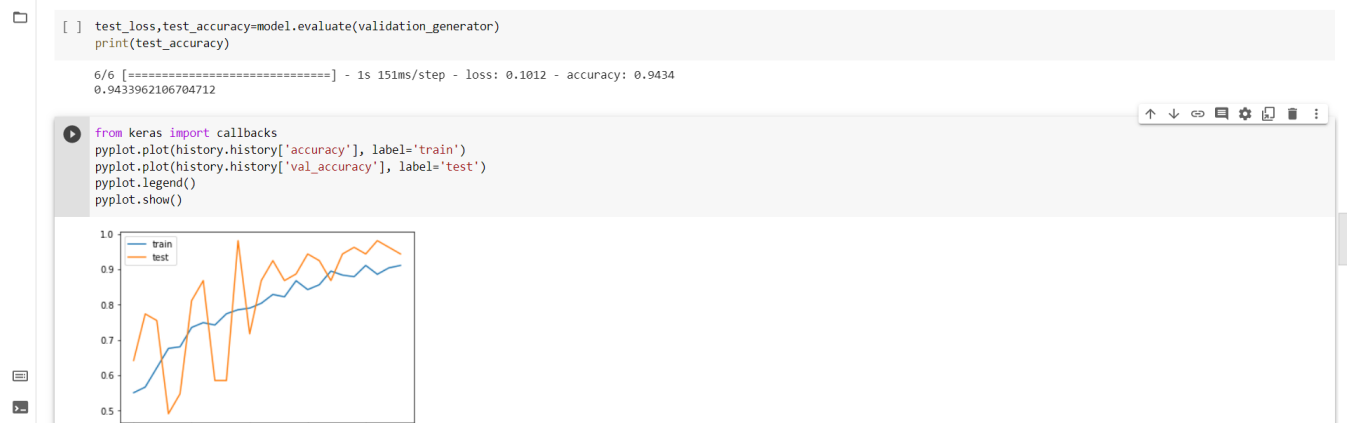 [ ] test_loss,test_accuracy=model.evaluate(validation_generator)
print(test_accuracy)
6/6 [==============================] - 1s 151ms/step - loss: 0.1012 - accuracy: 0.9434
0.9433962106704712
from keras import callbacks
pyplot.plot(history.history['accuracy'], label='train')
pyplot.plot(history.history['val_accuracy'], label='test')
pyplot.legend()
pyplot.show()
1.0
train
test
0.9
0.8
0.7
0.6
0.5